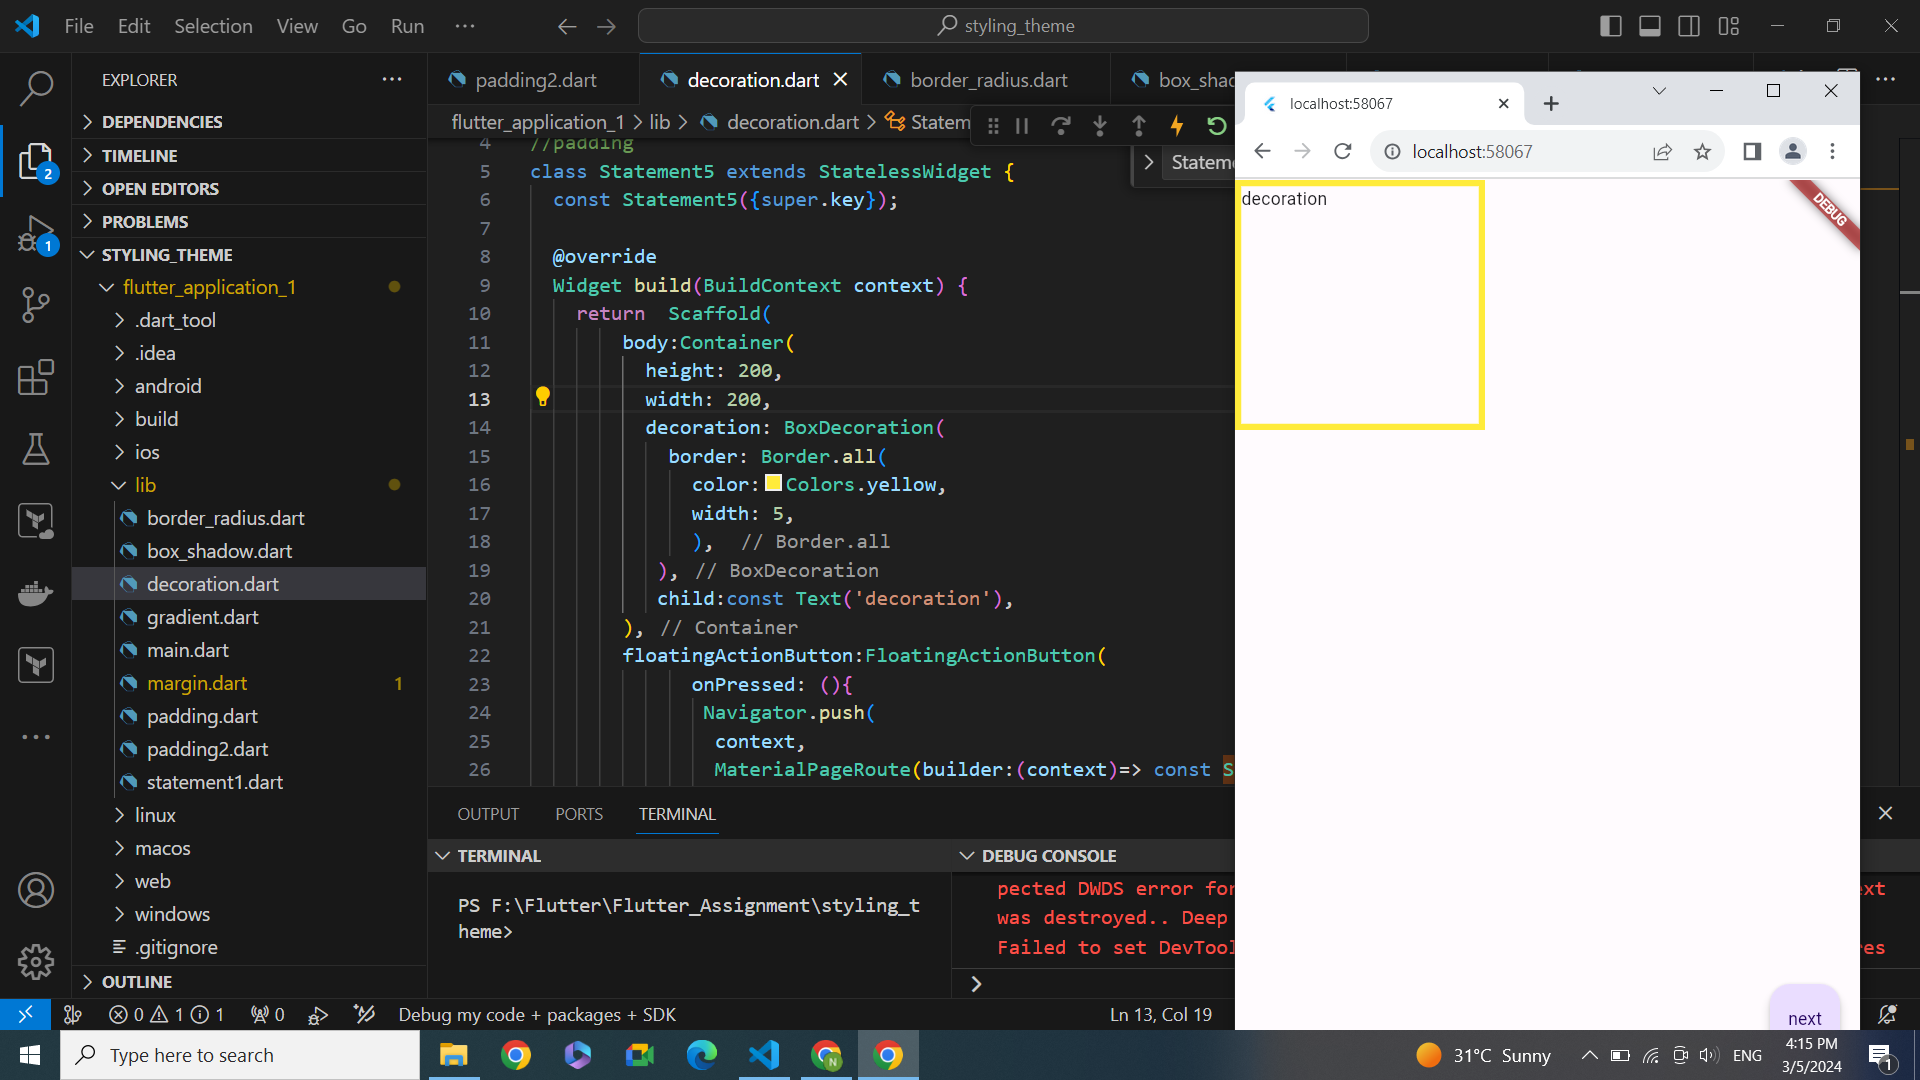 File Edit Selection View Go Run ···
styling_theme
EXPLORER
DEPENDENCIES
TIMELINE
OPEN EDITORS
PROBLEMS
STYLING_THEME
flutter_application_1
.dart_tool
.idea
android
build
ios
lib
border_radius.dart
box_shadow.dart
decoration.dart
gradient.dart
main.dart
margin.dart 1
padding.dart
padding2.dart
statement1.dart
linux
macos
web
windows
.gitignore
OUTLINE
2
1
padding2.dart decoration.dart border_radius.dart
flutter_application_1 > lib > decoration.dart >
4 //padding
5 class Statement5 extends StatelessWidget {
6 const Statement5({super.key});
7
8 @override
9 Widget build(BuildContext context) {
10 return Scaffold(
11 body:Container(
12 height: 200,
13 width: 200,
14 decoration: BoxDecoration(
15 border: Border.all(
16 color: Colors.yellow,
17 width: 5,
18 ), // Border.all
19 ), // BoxDecoration
20 child:const Text('decoration'),
21 ), // Container
22 floatingActionButton:FloatingActionButton(
23 onPressed: (){
24 Navigator.push(
25 context,
26 MaterialPageRoute(builder:(context)=> const S
OUTPUT PORTS TERMINAL
TERMINAL
PS F:\Flutter\Flutter_Assignment\styling_t
heme>
DEBUG CONSOLE
pected DWDS error for
was destroyed.. Deep
Failed to set DevTool
localhost:58067
localhost:58067
decoration
DEBUG
next
0 1 1 0 Debug my code + packages + SDK Ln 13, Col 19
Type here to search
31°C Sunny
ENG
4:15 PM
3/5/2024
1